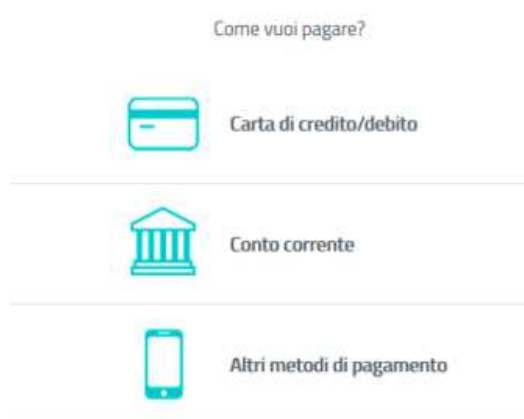 Come vuoi pagare?
Carta di credito/debito
Conto corrente
Altri metodi di pagamento